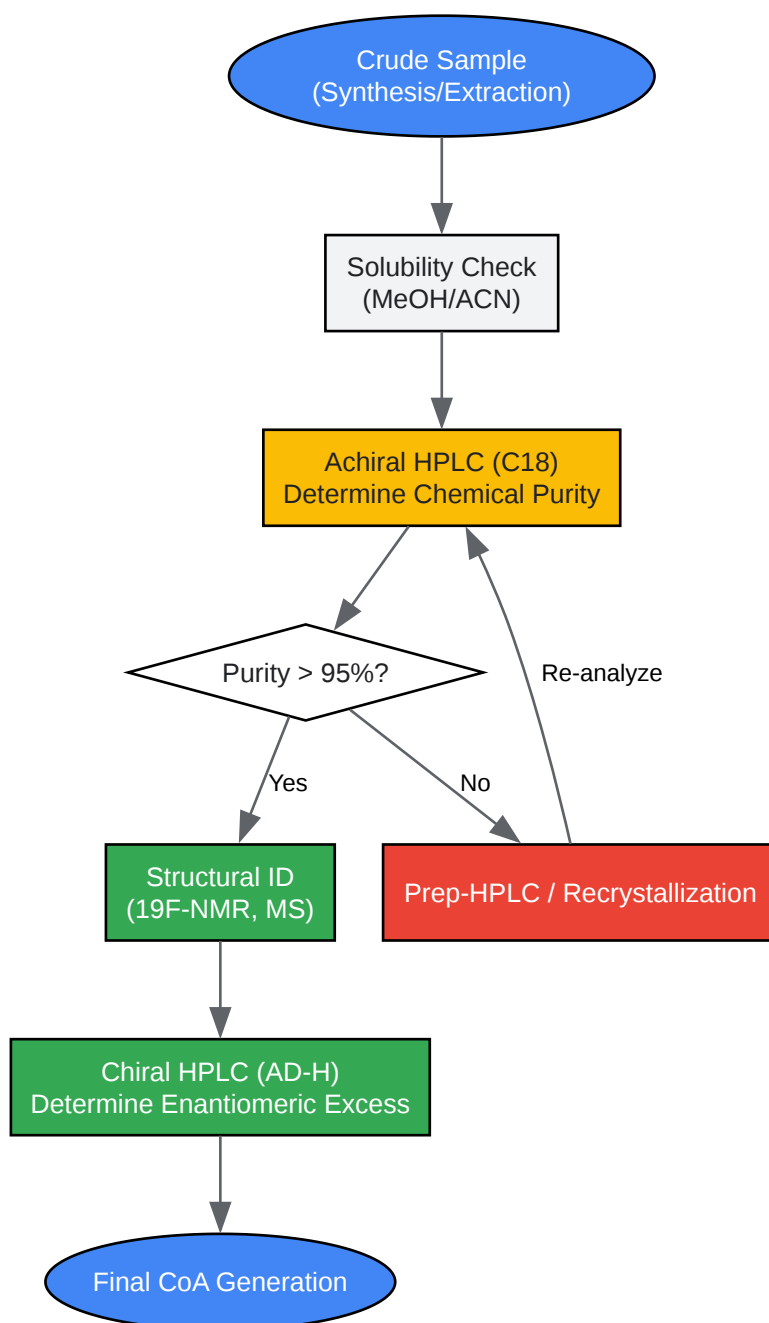 Crude Sample
(Synthesis/Extraction)
Solubility Check
(MeOH/ACN)
Achiral HPLC (C18)
Determine Chemical Purity
Purity > 95%?
Re-analyze
Yes
No
Structural ID
(19F-NMR, MS)
Prep-HPLC / Recrystallization
Chiral HPLC (AD-H)
Determine Enantiomeric Excess
Final CoA Generation